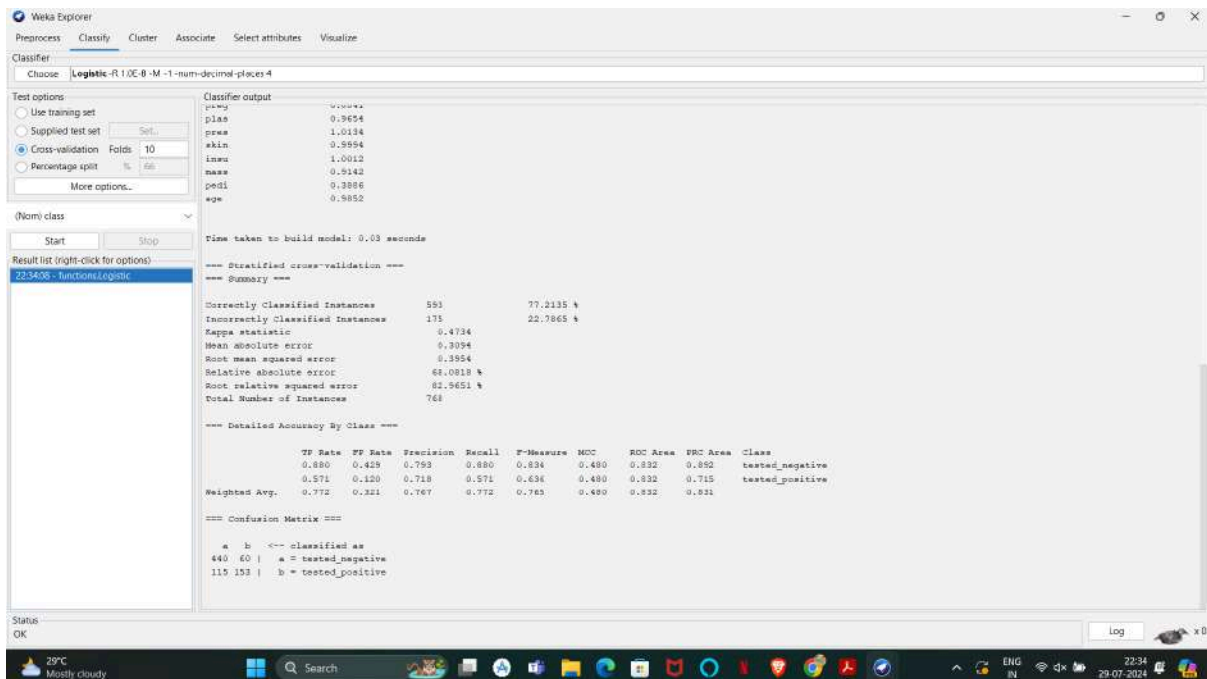 Weka Explorer
Preprocess Classify Cluster Associate Select attributes Visualize
Classifier
Choose Logistic -R 1.0E-8 -M -1 -num-decimal-places 4
Test options
Use training set
Supplied test set Set...
Cross-validation Folds 10
Percentage split % 66
More options...
(Nom) class
Start Stop
Result list (right-click for options)
22:34:08 - functions.Logistic
Classifier output
preg
plas 0.9654
pres 1.0134
skin 0.9994
insu 1.0012
mass 0.9142
pedi 0.3886
age 0.9852
Time taken to build model: 0.03 seconds
=== Stratified cross-validation ===
=== Summary ===
Correctly Classified Instances 593 77.2135 %
Incorrectly Classified Instances 175 22.7865 %
Kappa statistic 0.4734
Mean absolute error 0.3094
Root mean squared error 0.3954
Relative absolute error 68.0818 %
Root relative squared error 82.9651 %
Total Number of Instances 768
=== Detailed Accuracy By Class ===
TP Rate FP Rate Precision Recall F-Measure MCC ROC Area PRC Area Class
0.880 0.429 0.793 0.880 0.834 0.480 0.832 0.892 tested_negative
0.571 0.120 0.718 0.571 0.636 0.480 0.832 0.715 tested_positive
Weighted Avg. 0.772 0.321 0.767 0.772 0.765 0.480 0.832 0.831
=== Confusion Matrix ===
a b <-- classified as
440 60 | a = tested_negative
115 153 | b = tested_positive
Status
OK
Log
x 0
29°C
Mostly cloudy
Search
ENG
IN
22:34
29-07-2024